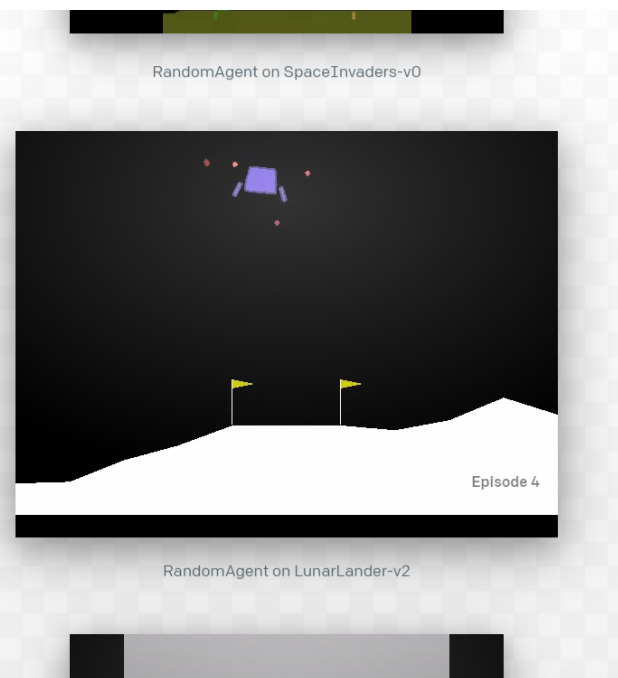 RandomAgent on SpaceInvaders-v0
Episode 4
RandomAgent on LunarLander-v2